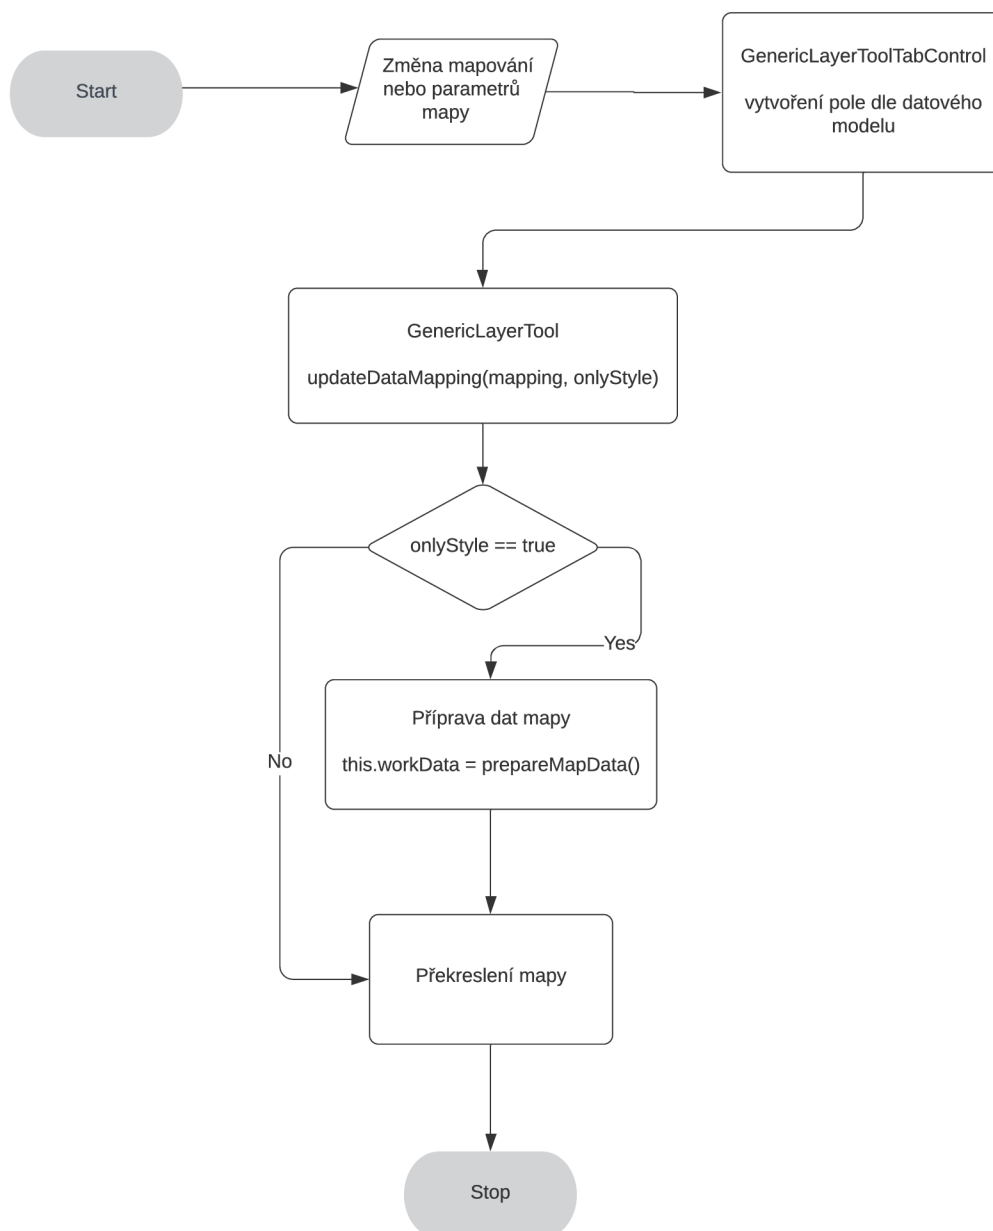 Start
Změna mapování
nebo parametrů
mapy
GenericLayerToolTabControl
vytvoření pole dle datového
modelu
GenericLayerTool
updateDataMapping(mapping, onlyStyle)
onlyStyle == true
Yes
Příprava dat mapy
this.workData = prepareMapData()
No
Překreslení mapy
Stop